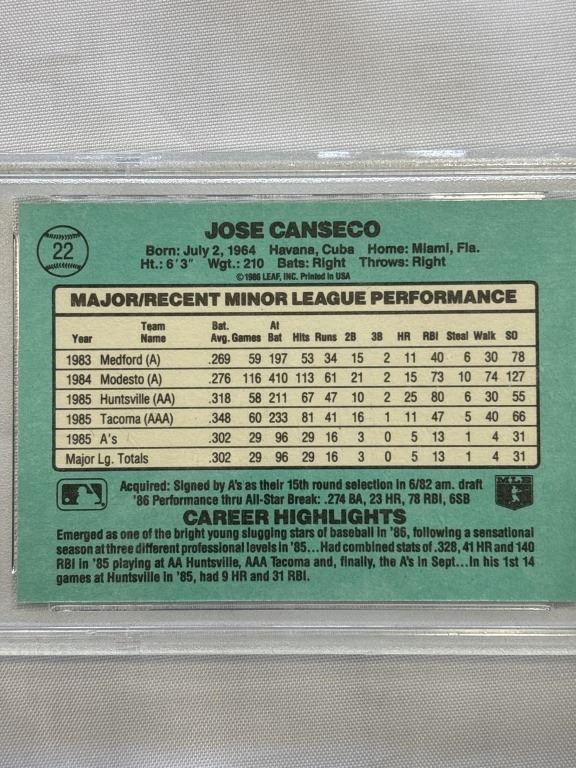 22
JOSE CANSECO
Born: July 2, 1964 Havana, Cuba Home: Miami, Fla.
Ht.: 6'3" Wgt.: 210 Bats: Right Throws: Right
©1986 LEAF, INC. Printed in USA
MAJOR/RECENT MINOR LEAGUE PERFORMANCE
Team Bat. At
Year Name Avg. Games Bat Hits Runs 2B 3B HR RBI Steal Walk SO
1983 Medford (A) .269 59 197 53 34 15 2 11 40 6 30 78
1984 Modesto (A) .276 116 410 113 61 21 2 15 73 10 74 127
1985 Huntsville (AA) .318 58 211 67 47 10 2 25 80 6 30 55
1985 Tacoma (AAA) .348 60 233 81 41 16 1 11 47 5 40 66
1985 A's .302 29 96 29 16 3 0 5 13 1 4 31
Major Lg. Totals .302 29 96 29 16 3 0 5 13 1 4 31
Acquired: Signed by A's as their 15th round selection in 6/82 am. draft
'86 Performance thru All-Star Break: .274 BA, 23 HR, 78 RBI, 6SB
MLB
CAREER HIGHLIGHTS
Emerged as one of the bright young slugging stars of baseball in '86, following a sensational
season at three different professional levels in '85...Had combined stats of .328, 41 HR and 140
RBI in '85 playing at AA Huntsville, AAA Tacoma and, finally, the A's in Sept...In his 1st 14
games at Huntsville in '85, had 9 HR and 31 RBI.